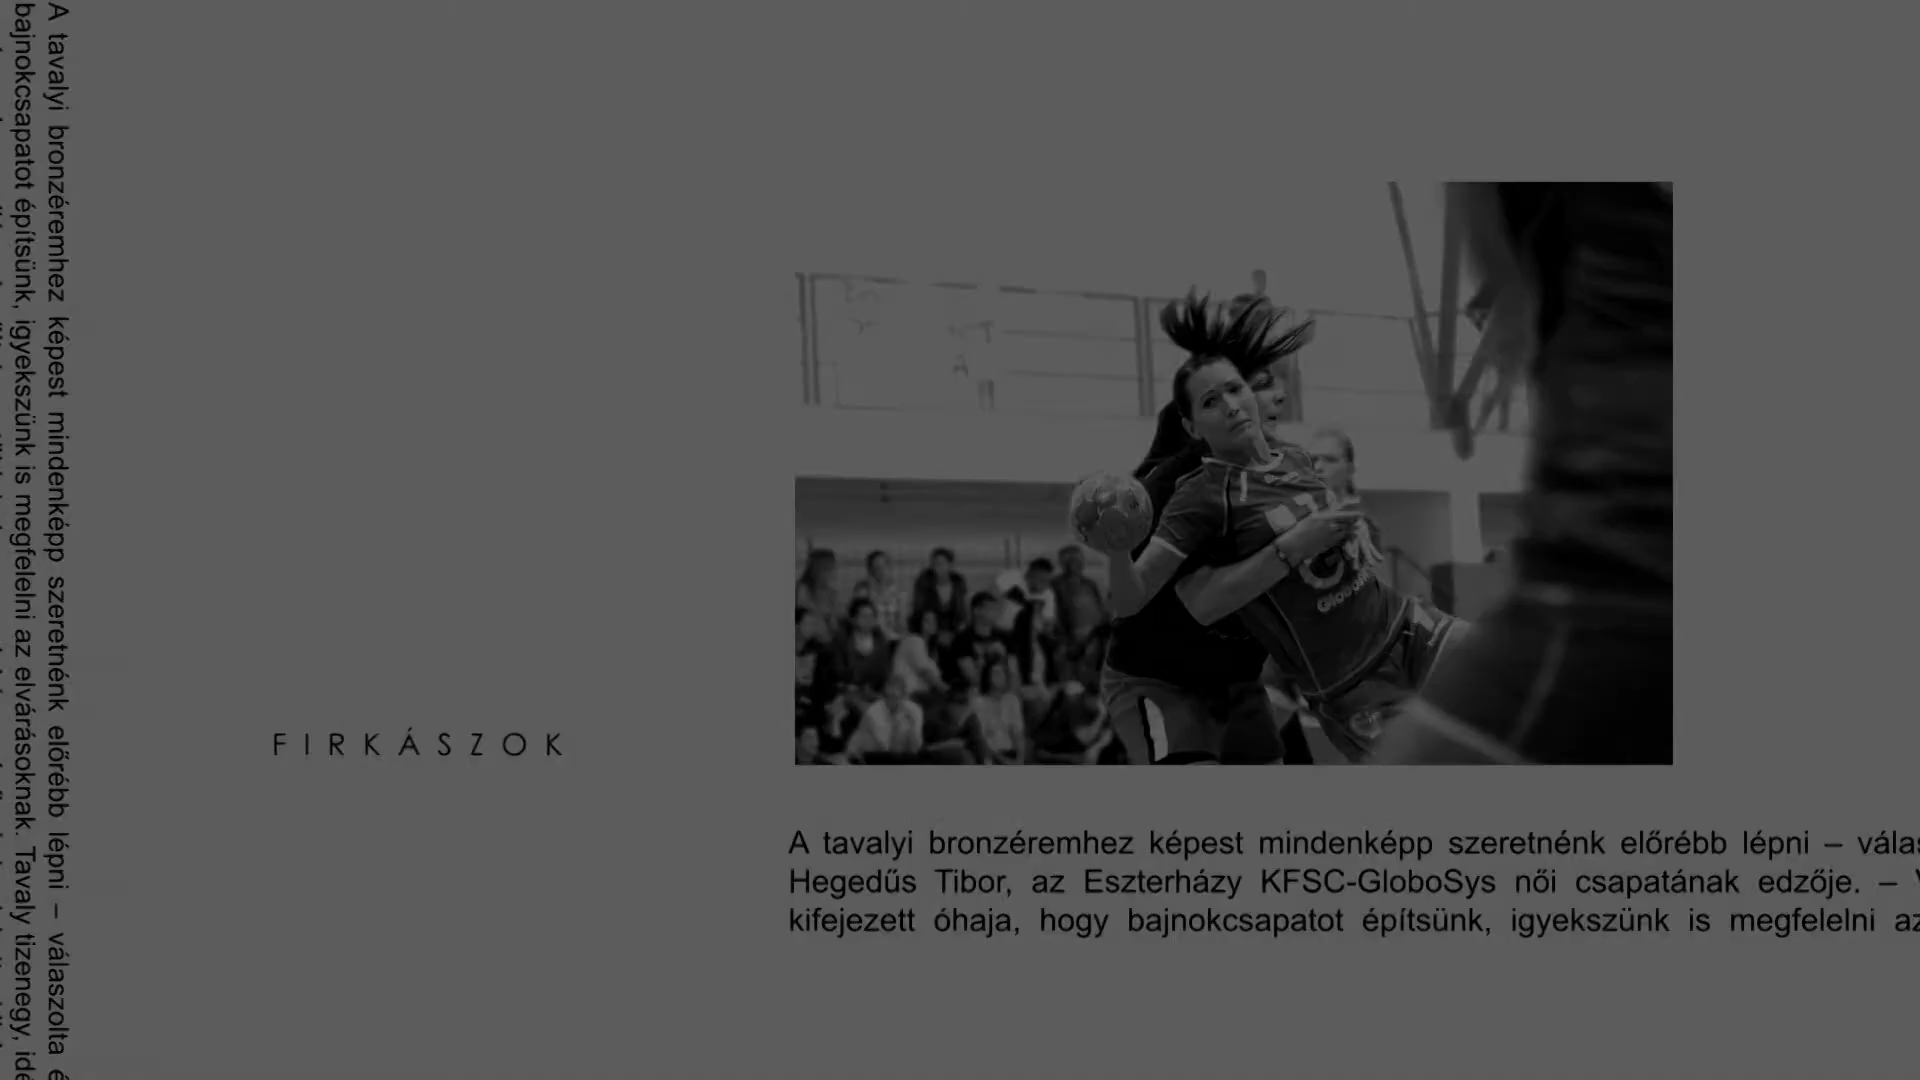 A tavalyi bronzéremhez képest mindenképp szeretnénk előrébb lépni – válaszolta
bajnokcsapatot építsünk, igyekszünk is megfelelni az elvárásoknak. Tavaly tizenegy,
FIRKÁSZOK
A tavalyi bronzéremhez képest mindenképp szeretnénk előrébb lépni –
Hegedűs Tibor, az Eszterházy KFSC-GloboSys női csapatának edzője. –
kifejezett óhaja, hogy bajnokcsapatot építsünk, igyekszünk is megfelelni